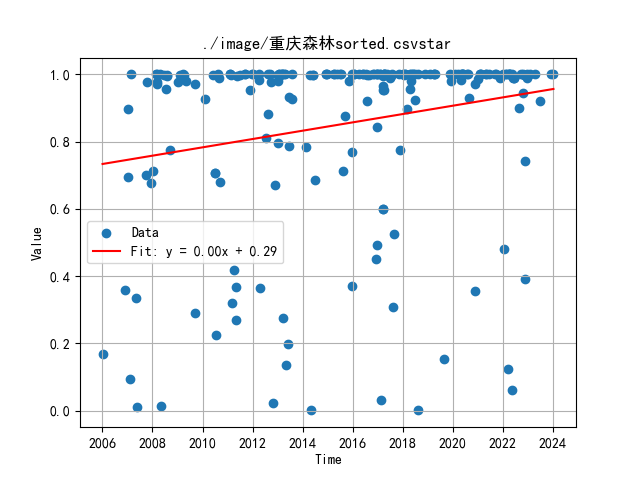 ./image/重庆森林sorted.csvstar
1.0
0.8
0.6
0.4
0.2
0.0
Value
Data
Fit: y = 0.00x + 0.29
2006 2008 2010 2012 2014 2016 2018 2020 2022 2024
Time